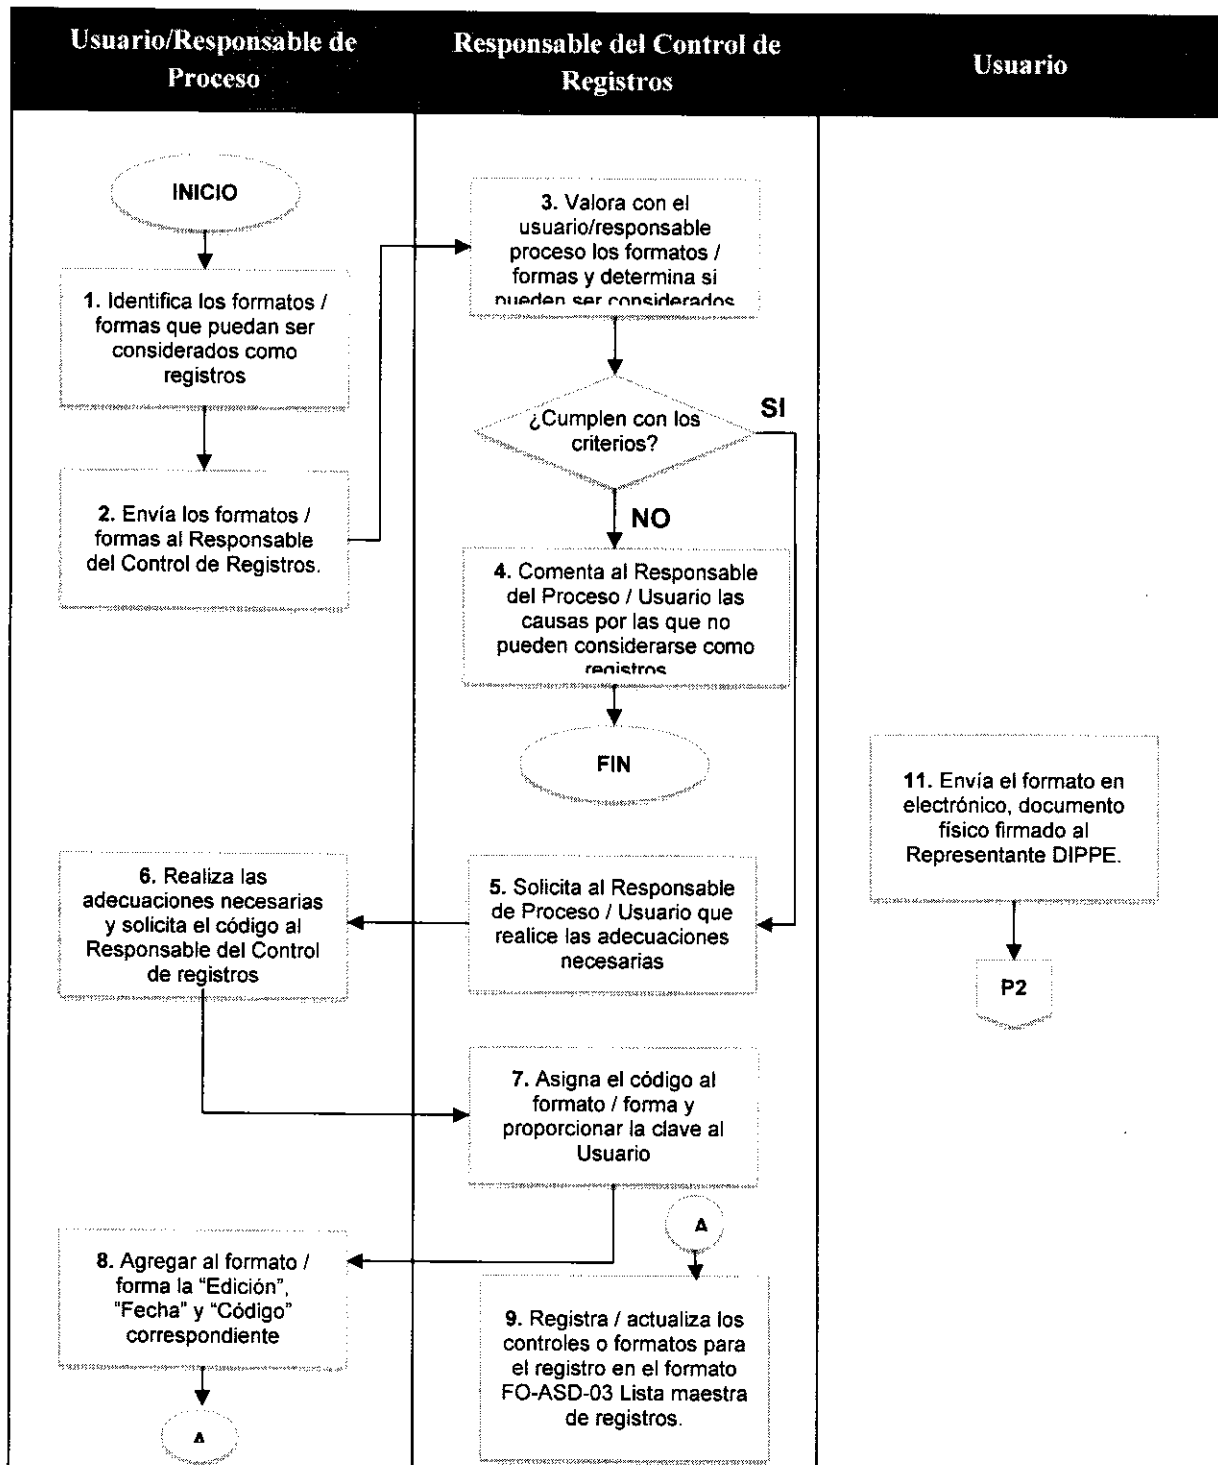 Usuario/Responsable de
Proceso
Responsable del Control de
Registros
Usuario
INICIO
1. Identifica los formatos /
formas que puedan ser
considerados como
registros
2. Envía los formatos /
formas al Responsable
del Control de Registros.
3. Valora con el
usuario/responsable
proceso los formatos /
formas y determina si
pueden ser considerados
¿Cumplen con los
criterios?
SI
NO
4. Comenta al Responsable
del Proceso / Usuario las
causas por las que no
pueden considerarse como
registros
FIN
11. Envía el formato en
electrónico, documento
físico firmado al
Representante DIPPE.
P2
6. Realiza las
adecuaciones necesarias
y solicita el código al
Responsable del Control
de registros
5. Solicita al Responsable
de Proceso / Usuario que
realice las adecuaciones
necesarias
7. Asigna el código al
formato / forma y
proporcionar la clave al
Usuario
A
8. Agregar al formato /
forma la “Edición”,
“Fecha” y “Código”
correspondiente
9. Registra / actualiza los
controles o formatos para
el registro en el formato
FO-ASD-03 Lista maestra
de registros.
A